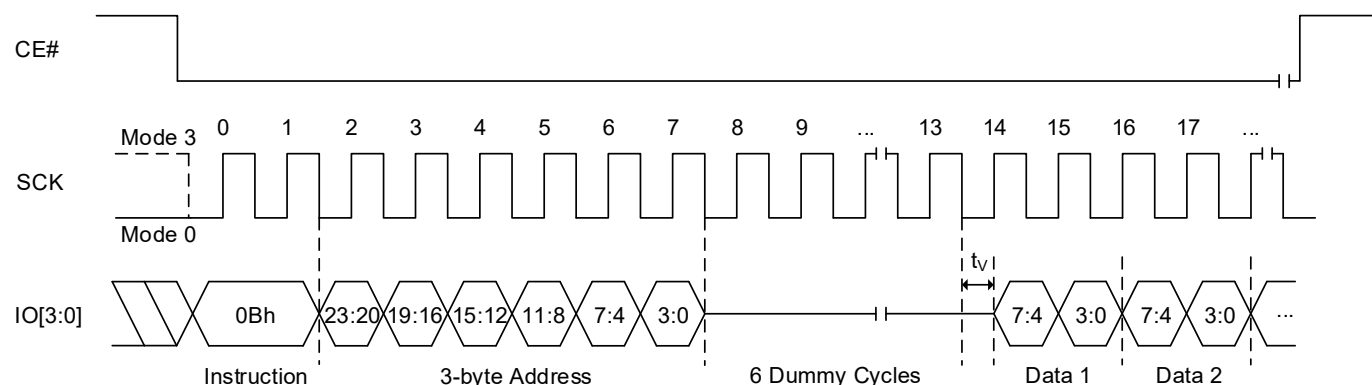 CE#
0 1 2 3 4 5 6 7 8 9 ... 13 14 15 16 17 ...
Mode 3
SCK
Mode 0
tV
IO[3:0] 0Bh 23:20 19:16 15:12 11:8 7:4 3:0 7:4 3:0 7:4 3:0 ...
Instruction 3-byte Address 6 Dummy Cycles Data 1 Data 2